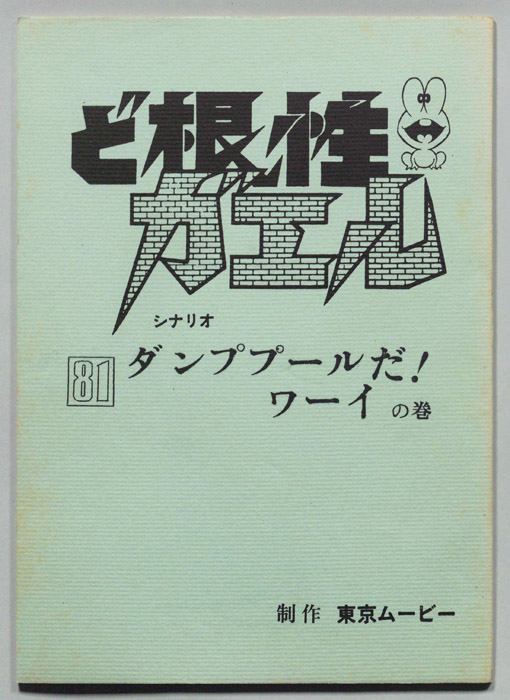 ど根性
ガエル
シナリオ
81 ダンププールだ!
ワーイの巻
制作 東京ムービー